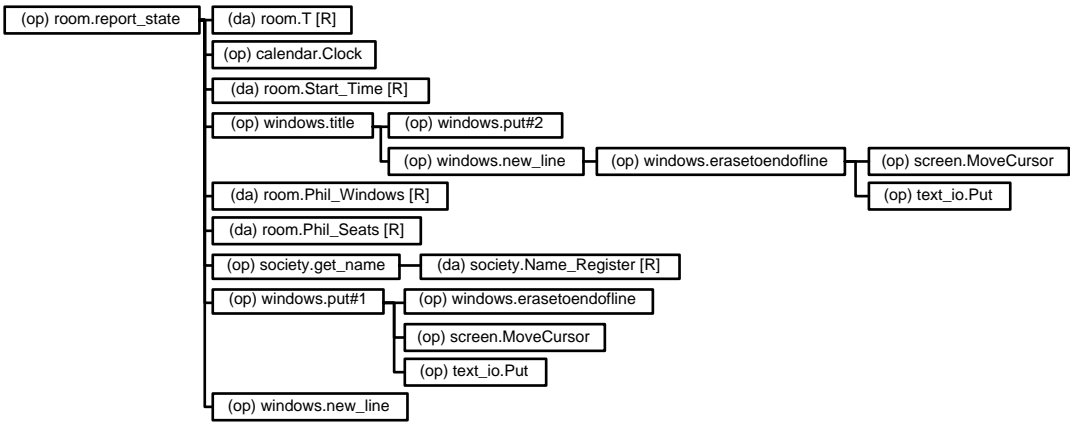 (op) room.report_state
(da) room.T [R]
(op) calendar.Clock
(da) room.Start_Time [R]
(op) windows.title
(op) windows.put#2
(op) windows.new_line
(op) windows.erasetoendofline
(op) screen.MoveCursor
(op) text_io.Put
(da) room.Phil_Windows [R]
(da) room.Phil_Seats [R]
(op) society.get_name
(da) society.Name_Register [R]
(op) windows.put#1
(op) windows.erasetoendofline
(op) screen.MoveCursor
(op) text_io.Put
(op) windows.new_line